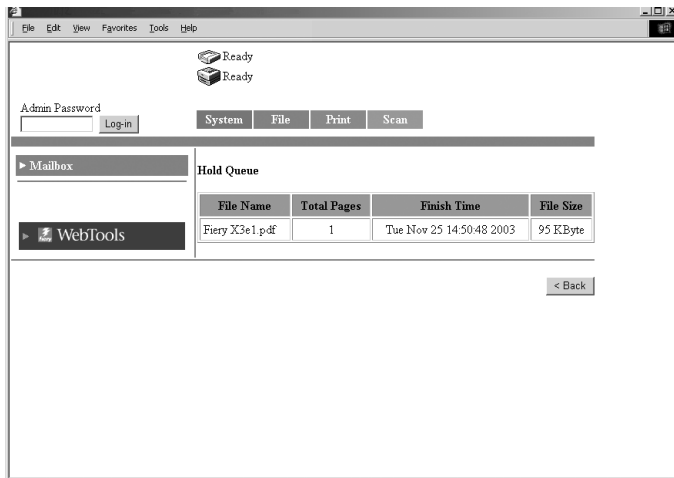 File Edit View Favorites Tools Help
Ready
Ready
Admin Password
Log-in
System File Print Scan
Mailbox
Hold Queue
File Name Total Pages Finish Time File Size
Fiery X3e1.pdf 1 Tue Nov 25 14:50:48 2003 95 KByte
WebTools
< Back